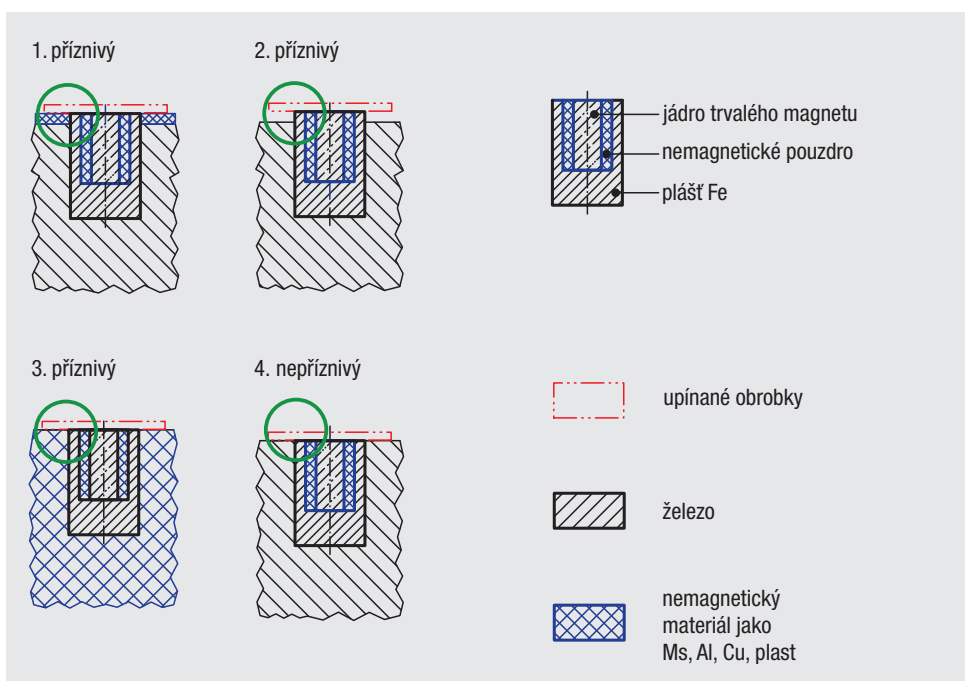 1. příznivý
2. příznivý
jádro trvalého magnetu
nemagnetické pouzdro
plášť Fe
3. příznivý
4. nepříznivý
upínané obrobky
železo
nemagnetický
materiál jako
Ms, Al, Cu, plast